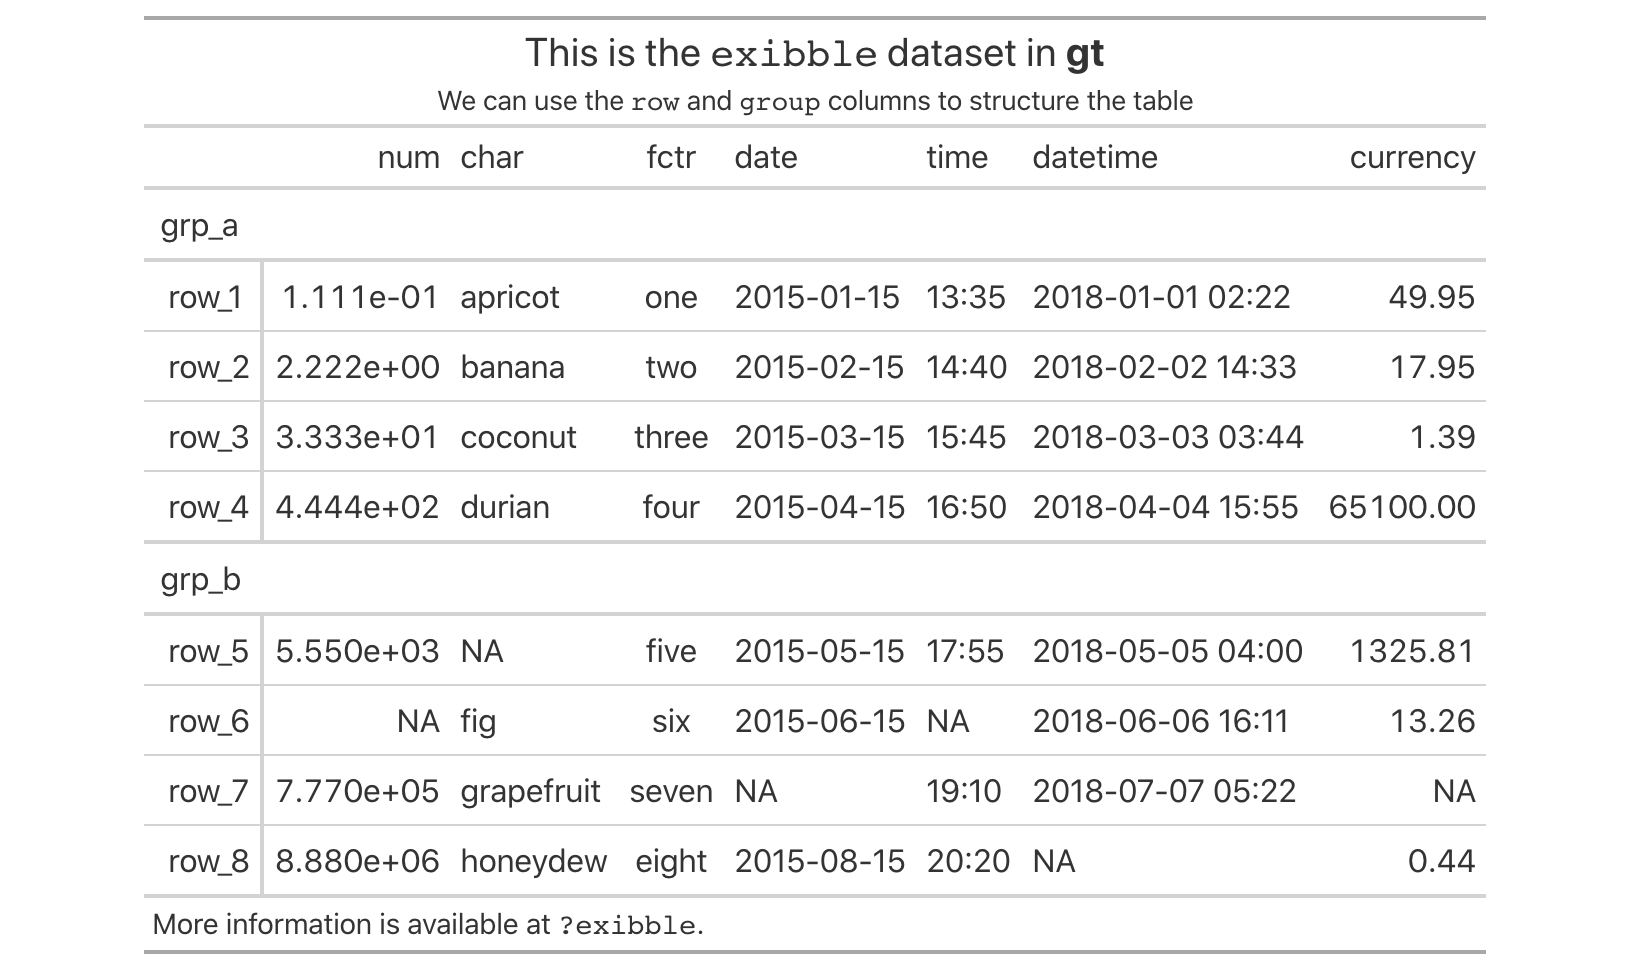 This is the exibble dataset in gt
We can use the row and group columns to structure the table
num char fctr date time datetime currency
grp_a
row_1 1.111e-01 apricot one 2015-01-15 13:35 2018-01-01 02:22 49.95
row_2 2.222e+00 banana two 2015-02-15 14:40 2018-02-02 14:33 17.95
row_3 3.333e+01 coconut three 2015-03-15 15:45 2018-03-03 03:44 1.39
row_4 4.444e+02 durian four 2015-04-15 16:50 2018-04-04 15:55 65100.00
grp_b
row_5 5.550e+03 NA five 2015-05-15 17:55 2018-05-05 04:00 1325.81
row_6 NA fig six 2015-06-15 NA 2018-06-06 16:11 13.26
row_7 7.770e+05 grapefruit seven NA 19:10 2018-07-07 05:22 NA
row_8 8.880e+06 honeydew eight 2015-08-15 20:20 NA 0.44
More information is available at ?exibble.